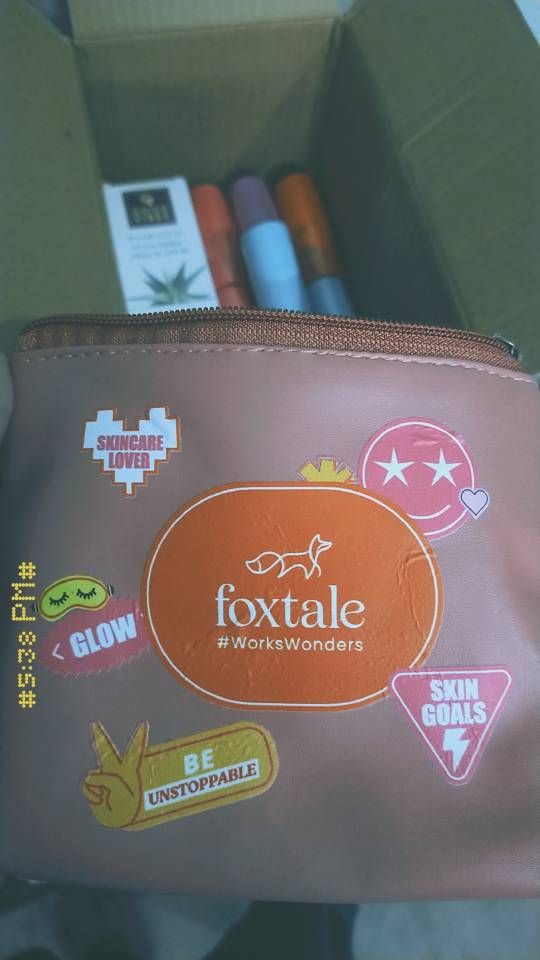 SKINCARE
LOVER
foxtale
#WorksWonders
< GLOW
SKIN
GOALS
BE
UNSTOPPABLE
#5:38 PM#